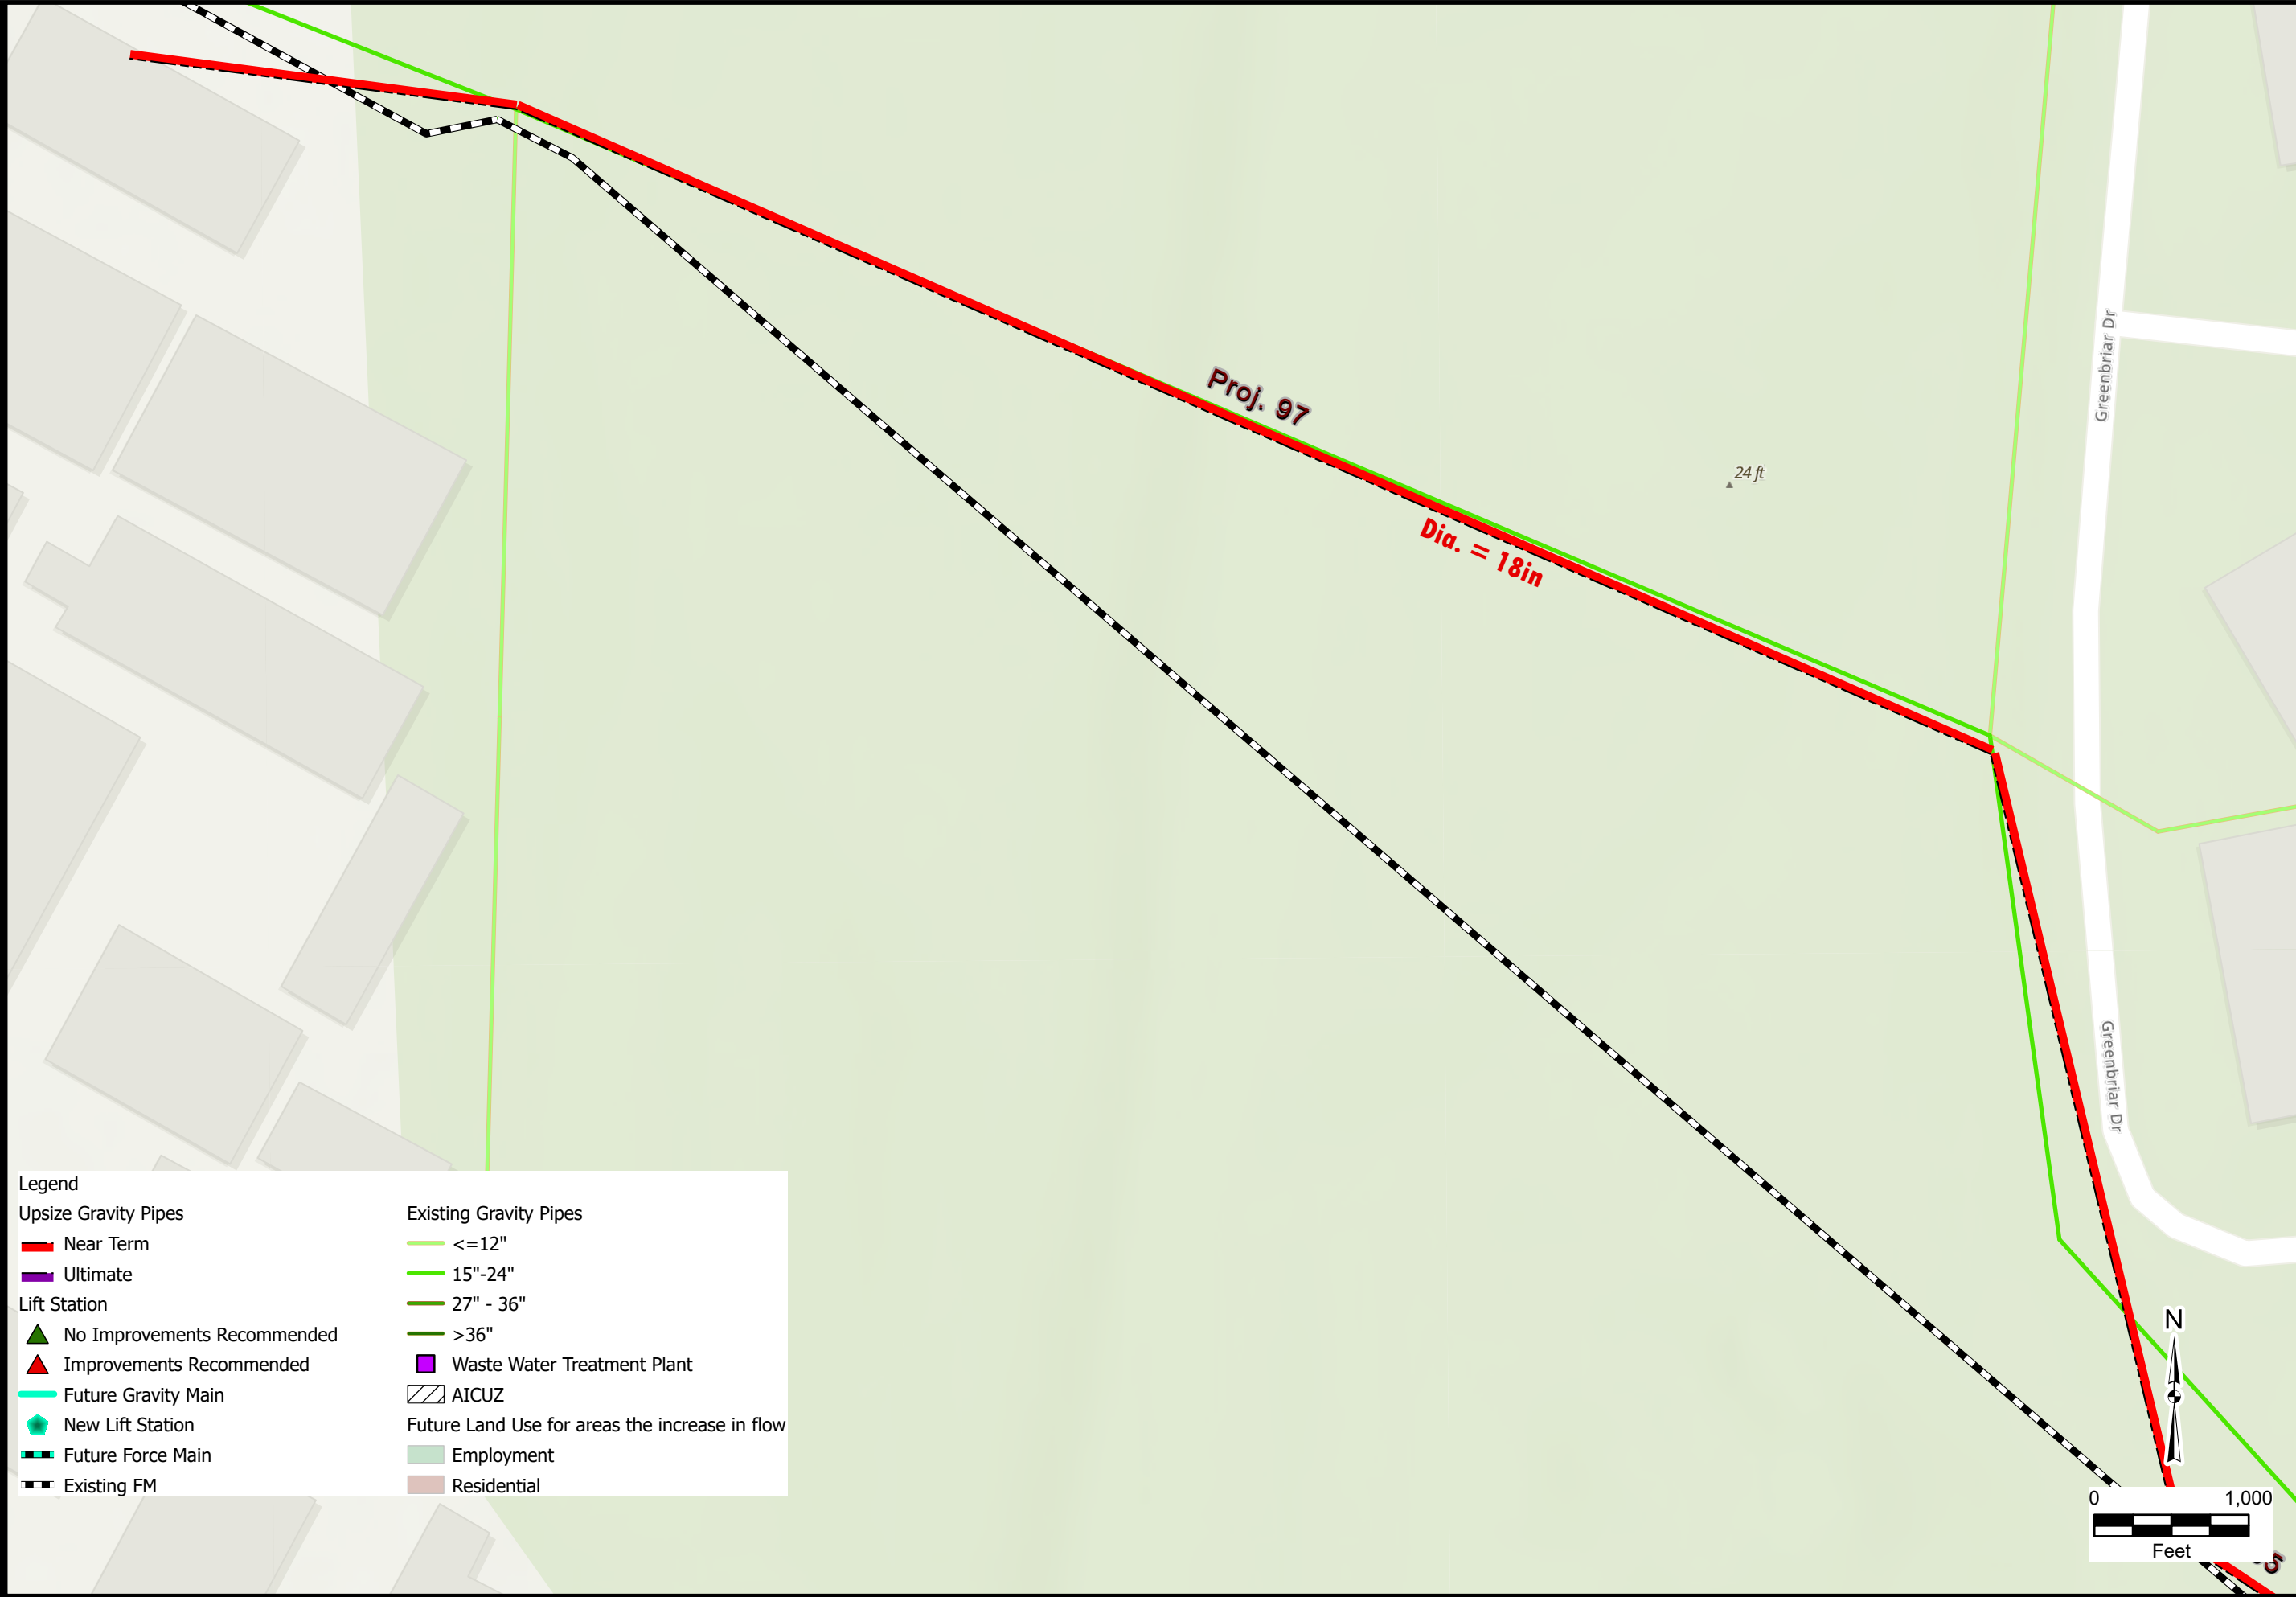 Proj. 97
Greenbriar Dr
24 ft
Dia. = 18in
Greenbriar Dr
Legend
Upsize Gravity Pipes
Near Term
Ultimate
Lift Station
No Improvements Recommended
Improvements Recommended
Future Gravity Main
New Lift Station
Future Force Main
Existing FM
Existing Gravity Pipes
<=12"
15"-24"
27" - 36"
>36"
Waste Water Treatment Plant
AICUZ
Future Land Use for areas the increase in flow
Employment
Residential
N
0 1,000
Feet